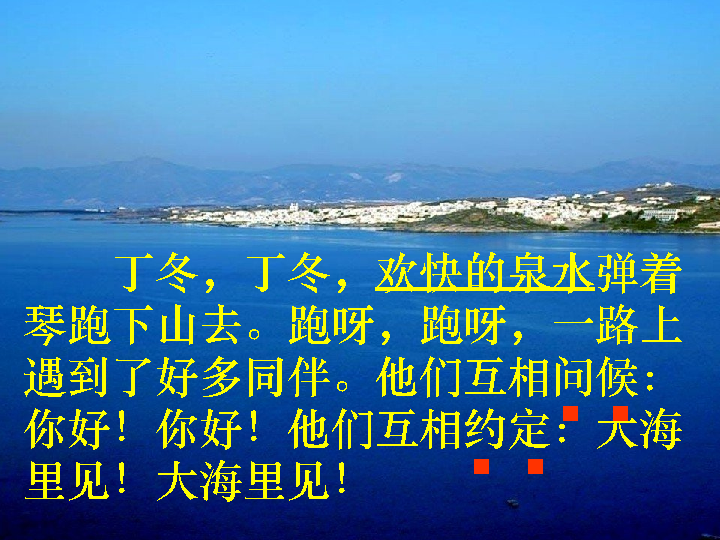 丁冬，丁冬，欢快的泉水弹着
琴跑下山去。跑呀，跑呀，一路上
遇到了好多同伴。他们互相问候：
你好！你好！他们互相约定：大海
里见！大海里见！